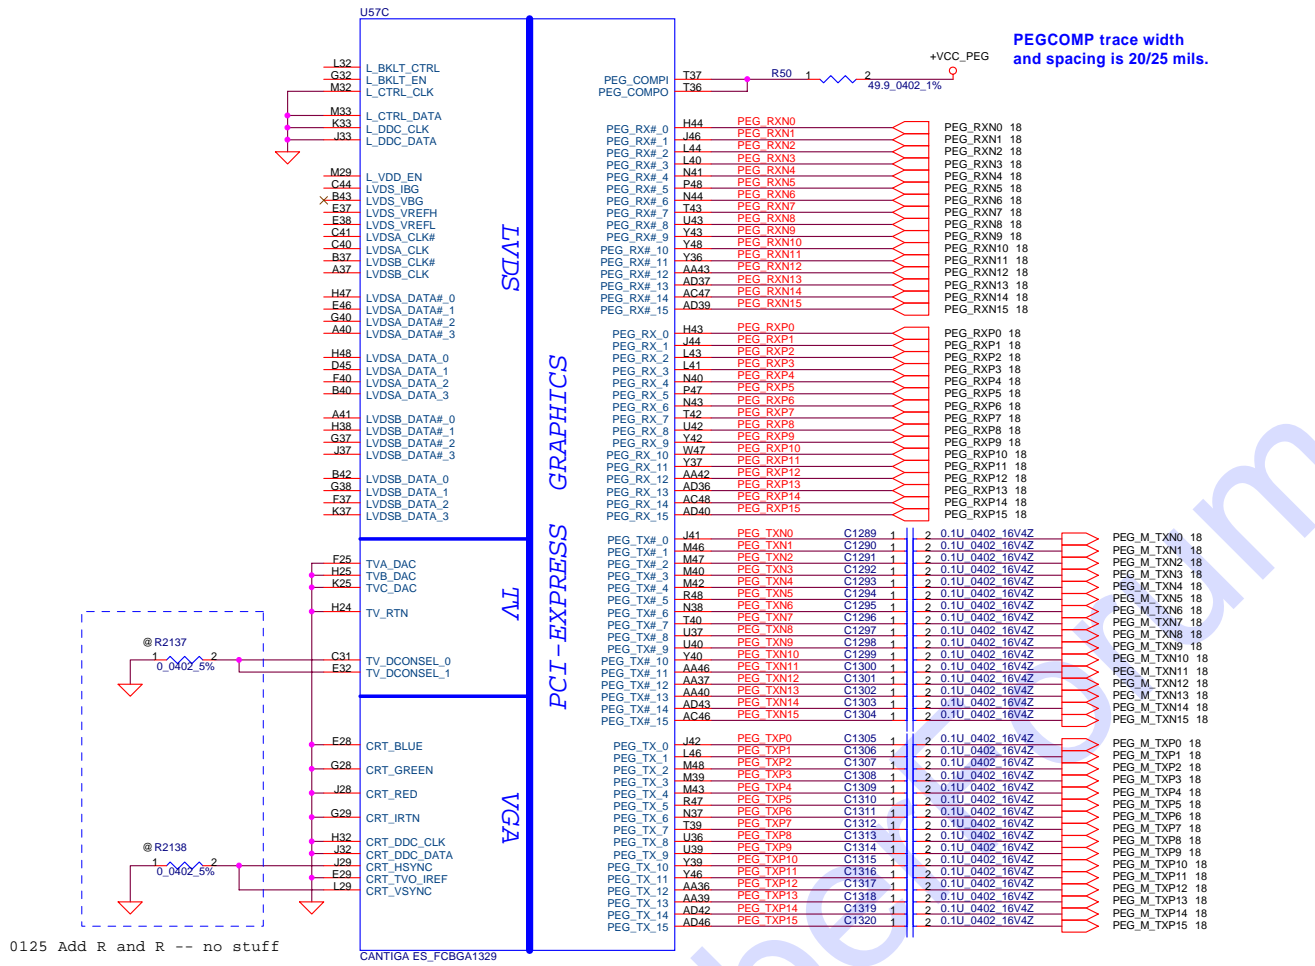 U57C
L32 L_BKLT_CTRL
G32 L_BKLT_EN
M32 L_CTRL_CLK
M33 L_CTRL_DATA
K33 L_DDC_CLK
J33 L_DDC_DATA
M29 L_VDD_EN
C44 LVDS_IBG
B43 LVDS_VBG
E37 LVDS_VREFH
E38 LVDS_VREFL
C41 LVDSA_CLK#
C40 LVDSA_CLK
B37 LVDSB_CLK#
A37 LVDSB_CLK
H47 LVDSA_DATA#_0
E46 LVDSA_DATA#_1
G40 LVDSA_DATA#_2
A40 LVDSA_DATA#_3
H48 LVDSA_DATA_0
D45 LVDSA_DATA_1
F40 LVDSA_DATA_2
B40 LVDSA_DATA_3
A41 LVDSB_DATA#_0
H38 LVDSB_DATA#_1
G37 LVDSB_DATA#_2
J37 LVDSB_DATA#_3
B42 LVDSB_DATA_0
G38 LVDSB_DATA_1
F37 LVDSB_DATA_2
K37 LVDSB_DATA_3
LVDS
F25 TVA_DAC
H25 TVB_DAC
K25 TVC_DAC
H24 TV_RTN
@ R2137
1 2
0_0402_5%
C31 TV_DCONSEL_0
E32 TV_DCONSEL_1
TV
E28 CRT_BLUE
G28 CRT_GREEN
J28 CRT_RED
G29 CRT_IRTN
@ R2138
1 2
0_0402_5%
H32 CRT_DDC_CLK
J32 CRT_DDC_DATA
J29 CRT_HSYNC
E29 CRT_TVO_IREF
L29 CRT_VSYNC
VGA
0125 Add R and R -- no stuff
CANTIGA ES_FCBGA1329
PCI-EXPRESS GRAPHICS
PEGCOMP trace width
and spacing is 20/25 mils.
+VCC_PEG
PEG_COMPI T37 R50 1 2
PEG_COMPO T36 49.9_0402_1%
PEG_RX#_0 H44 PEG_RXN0 PEG_RXN0 18
PEG_RX#_1 J46 PEG_RXN1 PEG_RXN1 18
PEG_RX#_2 L44 PEG_RXN2 PEG_RXN2 18
PEG_RX#_3 L40 PEG_RXN3 PEG_RXN3 18
PEG_RX#_4 N41 PEG_RXN4 PEG_RXN4 18
PEG_RX#_5 P48 PEG_RXN5 PEG_RXN5 18
PEG_RX#_6 N44 PEG_RXN6 PEG_RXN6 18
PEG_RX#_7 T43 PEG_RXN7 PEG_RXN7 18
PEG_RX#_8 U43 PEG_RXN8 PEG_RXN8 18
PEG_RX#_9 Y43 PEG_RXN9 PEG_RXN9 18
PEG_RX#_10 Y48 PEG_RXN10 PEG_RXN10 18
PEG_RX#_11 Y36 PEG_RXN11 PEG_RXN11 18
PEG_RX#_12 AA43 PEG_RXN12 PEG_RXN12 18
PEG_RX#_13 AD37 PEG_RXN13 PEG_RXN13 18
PEG_RX#_14 AC47 PEG_RXN14 PEG_RXN14 18
PEG_RX#_15 AD39 PEG_RXN15 PEG_RXN15 18
PEG_RX_0 H43 PEG_RXP0 PEG_RXP0 18
PEG_RX_1 J44 PEG_RXP1 PEG_RXP1 18
PEG_RX_2 L43 PEG_RXP2 PEG_RXP2 18
PEG_RX_3 L41 PEG_RXP3 PEG_RXP3 18
PEG_RX_4 N40 PEG_RXP4 PEG_RXP4 18
PEG_RX_5 P47 PEG_RXP5 PEG_RXP5 18
PEG_RX_6 N43 PEG_RXP6 PEG_RXP6 18
PEG_RX_7 T42 PEG_RXP7 PEG_RXP7 18
PEG_RX_8 U42 PEG_RXP8 PEG_RXP8 18
PEG_RX_9 Y42 PEG_RXP9 PEG_RXP9 18
PEG_RX_10 W47 PEG_RXP10 PEG_RXP10 18
PEG_RX_11 Y37 PEG_RXP11 PEG_RXP11 18
PEG_RX_12 AA42 PEG_RXP12 PEG_RXP12 18
PEG_RX_13 AD36 PEG_RXP13 PEG_RXP13 18
PEG_RX_14 AC48 PEG_RXP14 PEG_RXP14 18
PEG_RX_15 AD40 PEG_RXP15 PEG_RXP15 18
PEG_TX#_0 J41 PEG_TXN0 C1289 1 2 0.1U_0402_16V4Z PEG_M_TXN0 18
PEG_TX#_1 M46 PEG_TXN1 C1290 1 2 0.1U_0402_16V4Z PEG_M_TXN1 18
PEG_TX#_2 M47 PEG_TXN2 C1291 1 2 0.1U_0402_16V4Z PEG_M_TXN2 18
PEG_TX#_3 M40 PEG_TXN3 C1292 1 2 0.1U_0402_16V4Z PEG_M_TXN3 18
PEG_TX#_4 M42 PEG_TXN4 C1293 1 2 0.1U_0402_16V4Z PEG_M_TXN4 18
PEG_TX#_5 R48 PEG_TXN5 C1294 1 2 0.1U_0402_16V4Z PEG_M_TXN5 18
PEG_TX#_6 N38 PEG_TXN6 C1295 1 2 0.1U_0402_16V4Z PEG_M_TXN6 18
PEG_TX#_7 T40 PEG_TXN7 C1296 1 2 0.1U_0402_16V4Z PEG_M_TXN7 18
PEG_TX#_8 U37 PEG_TXN8 C1297 1 2 0.1U_0402_16V4Z PEG_M_TXN8 18
PEG_TX#_9 U40 PEG_TXN9 C1298 1 2 0.1U_0402_16V4Z PEG_M_TXN9 18
PEG_TX#_10 Y40 PEG_TXN10 C1299 1 2 0.1U_0402_16V4Z PEG_M_TXN10 18
PEG_TX#_11 AA46 PEG_TXN11 C1300 1 2 0.1U_0402_16V4Z PEG_M_TXN11 18
PEG_TX#_12 AA37 PEG_TXN12 C1301 1 2 0.1U_0402_16V4Z PEG_M_TXN12 18
PEG_TX#_13 AA40 PEG_TXN13 C1302 1 2 0.1U_0402_16V4Z PEG_M_TXN13 18
PEG_TX#_14 AD43 PEG_TXN14 C1303 1 2 0.1U_0402_16V4Z PEG_M_TXN14 18
PEG_TX#_15 AC46 PEG_TXN15 C1304 1 2 0.1U_0402_16V4Z PEG_M_TXN15 18
PEG_TX_0 J42 PEG_TXP0 C1305 1 2 0.1U_0402_16V4Z PEG_M_TXP0 18
PEG_TX_1 L46 PEG_TXP1 C1306 1 2 0.1U_0402_16V4Z PEG_M_TXP1 18
PEG_TX_2 M48 PEG_TXP2 C1307 1 2 0.1U_0402_16V4Z PEG_M_TXP2 18
PEG_TX_3 M39 PEG_TXP3 C1308 1 2 0.1U_0402_16V4Z PEG_M_TXP3 18
PEG_TX_4 M43 PEG_TXP4 C1309 1 2 0.1U_0402_16V4Z PEG_M_TXP4 18
PEG_TX_5 R47 PEG_TXP5 C1310 1 2 0.1U_0402_16V4Z PEG_M_TXP5 18
PEG_TX_6 N37 PEG_TXP6 C1311 1 2 0.1U_0402_16V4Z PEG_M_TXP6 18
PEG_TX_7 T39 PEG_TXP7 C1312 1 2 0.1U_0402_16V4Z PEG_M_TXP7 18
PEG_TX_8 U36 PEG_TXP8 C1313 1 2 0.1U_0402_16V4Z PEG_M_TXP8 18
PEG_TX_9 U39 PEG_TXP9 C1314 1 2 0.1U_0402_16V4Z PEG_M_TXP9 18
PEG_TX_10 Y39 PEG_TXP10 C1315 1 2 0.1U_0402_16V4Z PEG_M_TXP10 18
PEG_TX_11 Y46 PEG_TXP11 C1316 1 2 0.1U_0402_16V4Z PEG_M_TXP11 18
PEG_TX_12 AA36 PEG_TXP12 C1317 1 2 0.1U_0402_16V4Z PEG_M_TXP12 18
PEG_TX_13 AA39 PEG_TXP13 C1318 1 2 0.1U_0402_16V4Z PEG_M_TXP13 18
PEG_TX_14 AD42 PEG_TXP14 C1319 1 2 0.1U_0402_16V4Z PEG_M_TXP14 18
PEG_TX_15 AD46 PEG_TXP15 C1320 1 2 0.1U_0402_16V4Z PEG_M_TXP15 18